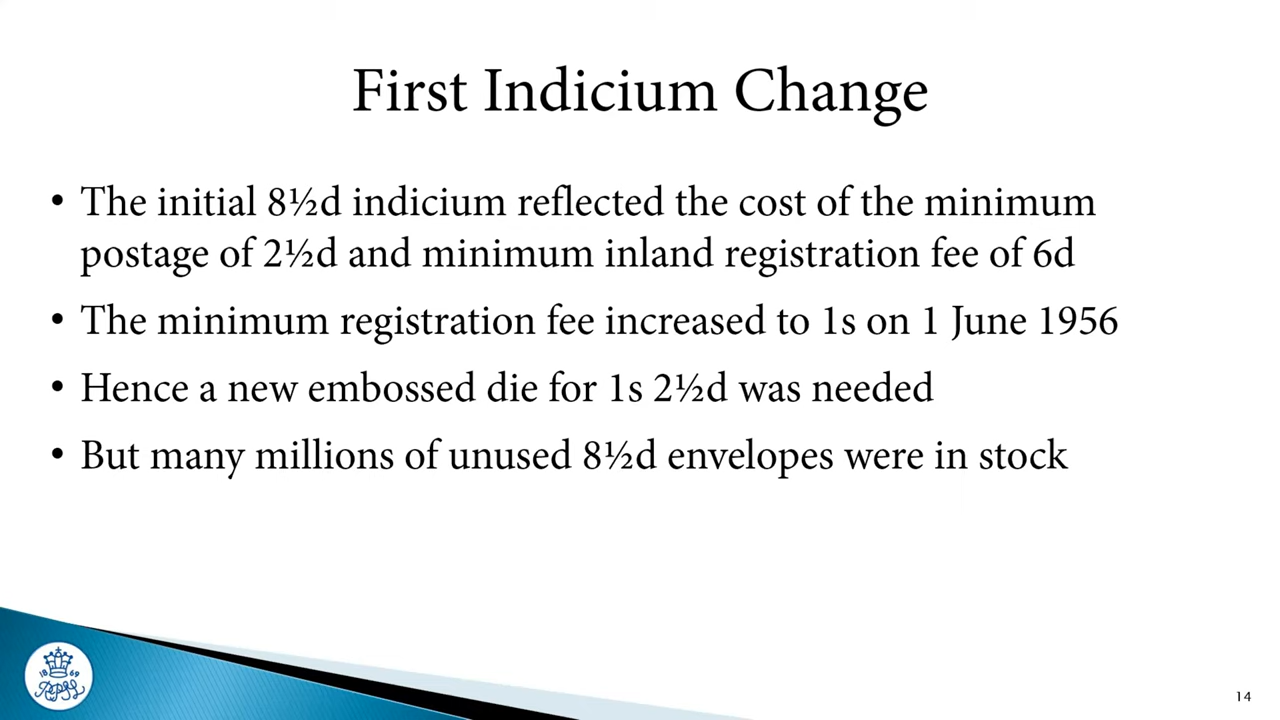 First Indicium Change
• The initial 8½d indicium reflected the cost of the minimum
postage of 2½d and minimum inland registration fee of 6d
• The minimum registration fee increased to 1s on 1 June 1956
• Hence a new embossed die for 1s 2½d was needed
• But many millions of unused 8½d envelopes were in stock
18 69
RPSL
14